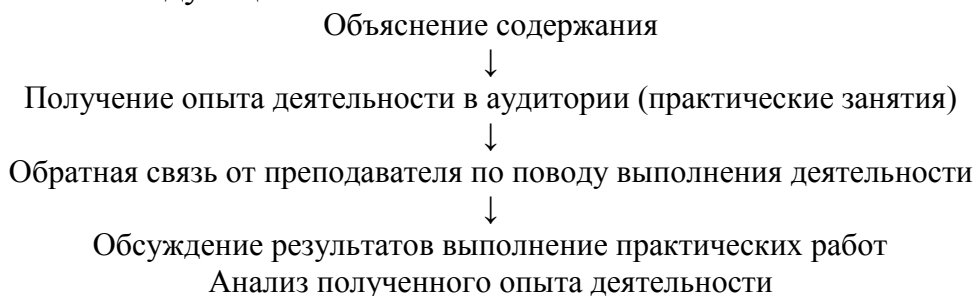 Объяснение содержания
↓
Получение опыта деятельности в аудитории (практические занятия)
↓
Обратная связь от преподавателя по поводу выполнения деятельности
↓
Обсуждение результатов выполнение практических работ
Анализ полученного опыта деятельности